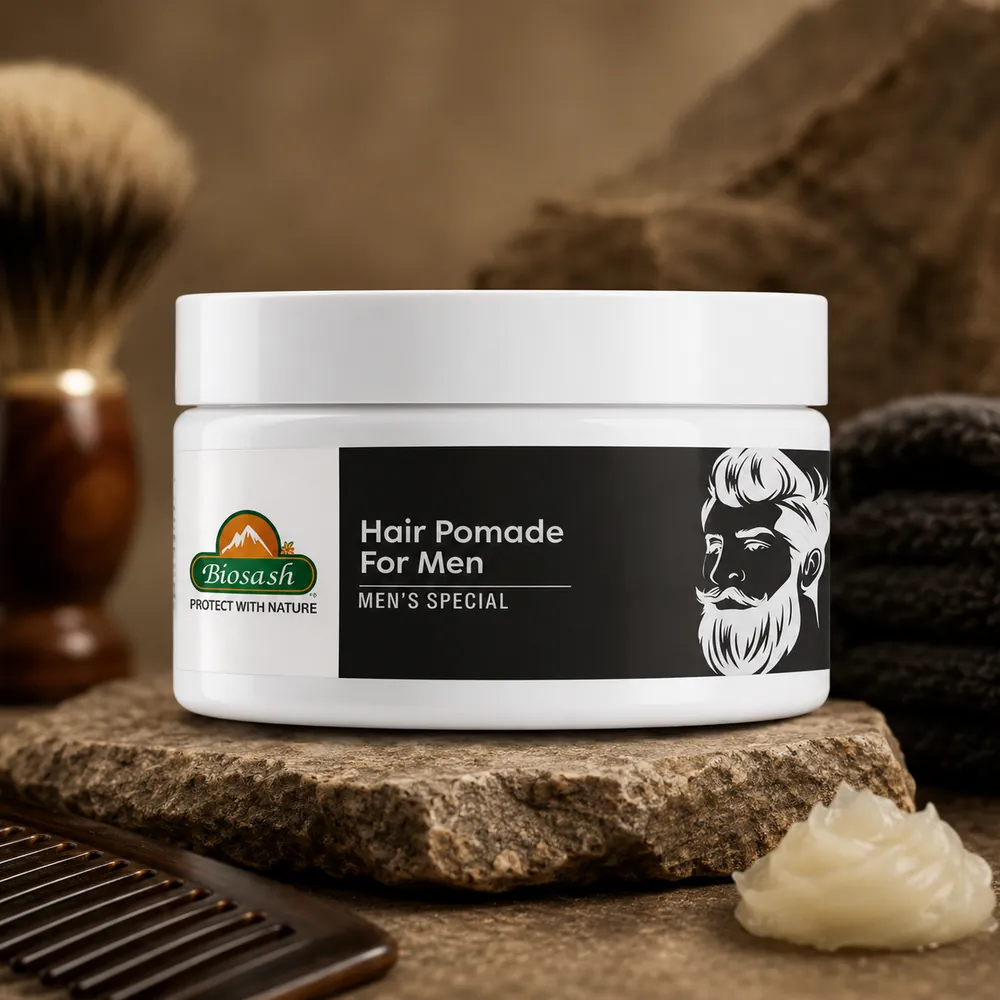 Biosash
PROTECT WITH NATURE
Hair Pomade
For Men
MEN'S SPECIAL